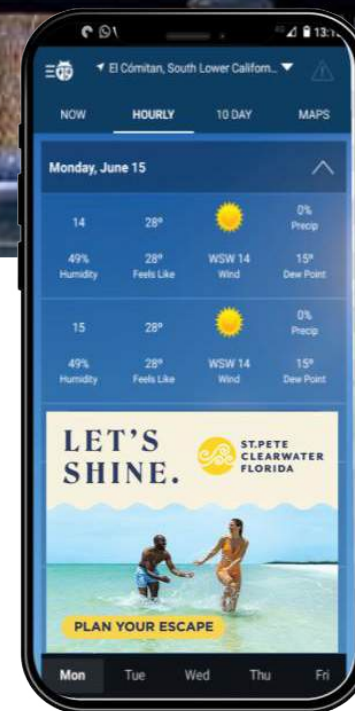 13:1
El Cómitan, South Lower Californ...
NOW HOURLY 10 DAY MAPS
Monday, June 15
14 28° 0%
Precip
49% 28° WSW 14 15°
Humidity Feels Like Wind Dew Point
15 28° 0%
Precip
49% 28° WSW 14 15°
Humidity Feels Like Wind Dew Point
LET'S
SHINE.
ST.PETE
CLEARWATER
FLORIDA
PLAN YOUR ESCAPE
Mon Tue Wed Thu Fri